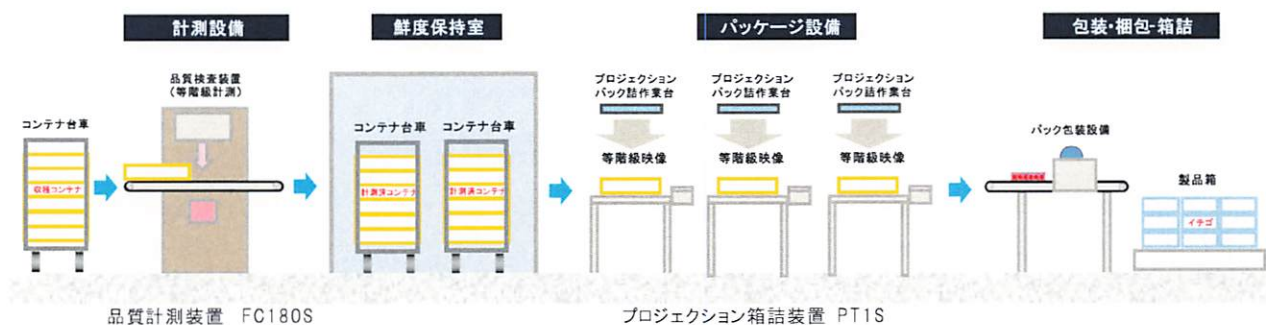 計測設備
鮮度保持室
パッケージ設備
包装・梱包・箱詰
品質検査装置
(等階級計測)
プロジェクション
パック詰作業台
プロジェクション
パック詰作業台
プロジェクション
パック詰作業台
コンテナ台車
コンテナ台車
コンテナ台車
パック包装設備
等階級映像
等階級映像
等階級映像
製品箱
収穫コンテナ
計測済コンテナ
計測済コンテナ
イチゴ
品質計測装置 FC180S
プロジェクション箱詰装置 PT1S